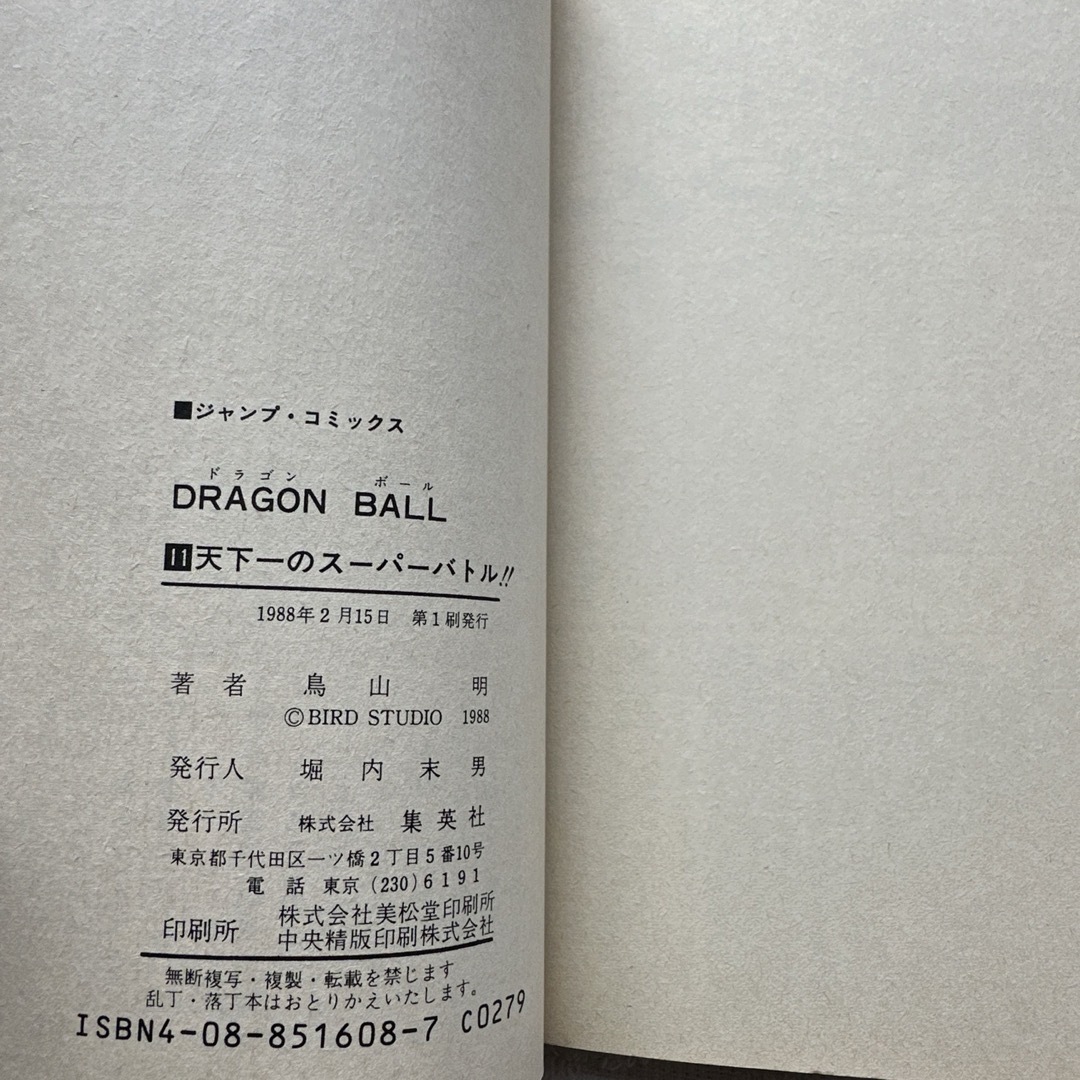 ■ジャンプ・コミックス
ドラゴン ボール
DRAGON BALL
11天下一のスーパーバトル!!
1988年2月15日 第1刷発行
著者 鳥山 明
©BIRD STUDIO 1988
発行人 堀内末男
発行所 株式会社 集英社
東京都千代田区一ツ橋2丁目5番10号
電話 東京 (230) 6191
印刷所 株式会社美松堂印刷所
中央精版印刷株式会社
無断複写・複製・転載を禁じます
乱丁・落丁本はおとりかえいたします。
ISBN4-08-851608-7 C0279